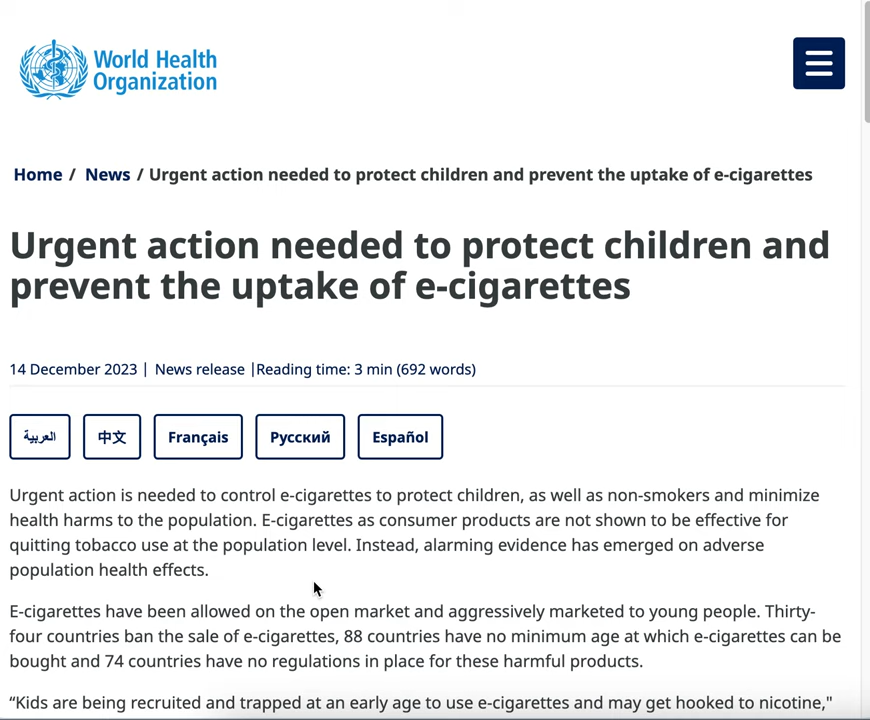 World Health
Organization
Home / News / Urgent action needed to protect children and prevent the uptake of e-cigarettes
Urgent action needed to protect children and
prevent the uptake of e-cigarettes
14 December 2023 | News release |Reading time: 3 min (692 words)
العربية 中文 Français Русский Español
Urgent action is needed to control e-cigarettes to protect children, as well as non-smokers and minimize
health harms to the population. E-cigarettes as consumer products are not shown to be effective for
quitting tobacco use at the population level. Instead, alarming evidence has emerged on adverse
population health effects.
E-cigarettes have been allowed on the open market and aggressively marketed to young people. Thirty-
four countries ban the sale of e-cigarettes, 88 countries have no minimum age at which e-cigarettes can be
bought and 74 countries have no regulations in place for these harmful products.
“Kids are being recruited and trapped at an early age to use e-cigarettes and may get hooked to nicotine,"